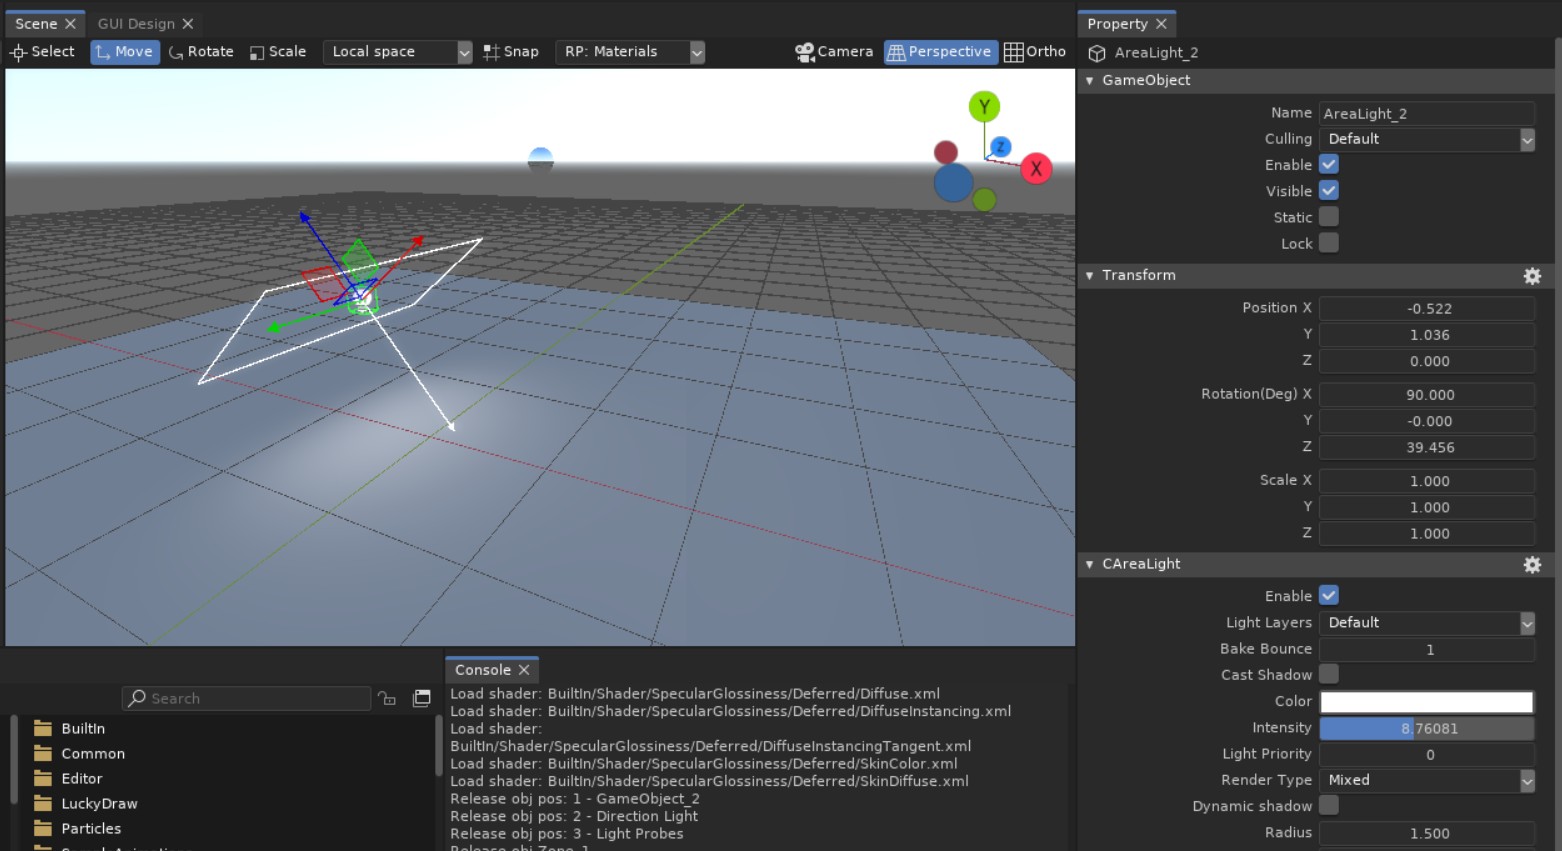 Scene
GUI Design
Select
Move
Rotate
Scale
Local space
Snap
RP: Materials
Camera
Perspective
Ortho
Y
Z
X
Search
BuiltIn
Common
Editor
LuckyDraw
Particles
Console
Load shader: BuiltIn/Shader/SpecularGlossiness/Deferred/Diffuse.xml
Load shader: BuiltIn/Shader/SpecularGlossiness/Deferred/DiffuseInstancing.xml
Load shader:
BuiltIn/Shader/SpecularGlossiness/Deferred/DiffuseInstancingTangent.xml
Load shader: BuiltIn/Shader/SpecularGlossiness/Deferred/SkinColor.xml
Load shader: BuiltIn/Shader/SpecularGlossiness/Deferred/SkinDiffuse.xml
Release obj pos: 1 - GameObject_2
Release obj pos: 2 - Direction Light
Release obj pos: 3 - Light Probes
Property
AreaLight_2
GameObject
Name AreaLight_2
Culling Default
Enable
Visible
Static
Lock
Transform
Position X -0.522
Y 1.036
Z 0.000
Rotation(Deg) X 90.000
Y -0.000
Z 39.456
Scale X 1.000
Y 1.000
Z 1.000
CAreaLight
Enable
Light Layers Default
Bake Bounce 1
Cast Shadow
Color
Intensity 8.76081
Light Priority 0
Render Type Mixed
Dynamic shadow
Radius 1.500